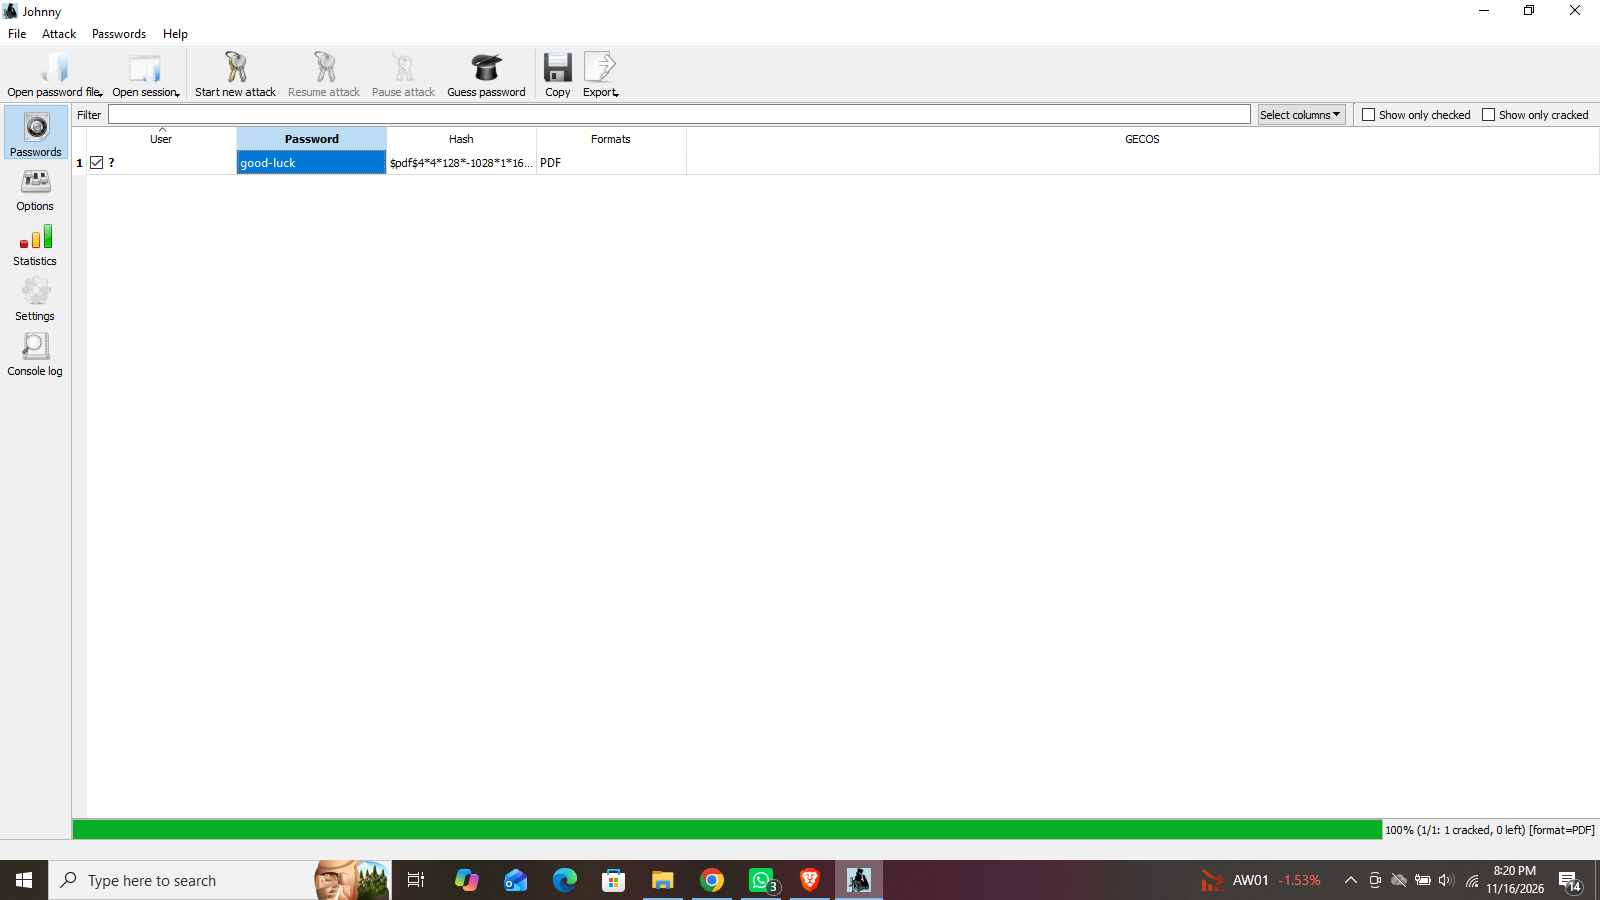 Johnny
File Attack Passwords Help
Open password file Open session Start new attack Resume attack Pause attack Guess password Copy Export
Passwords
Options
Statistics
Settings
Console log
Filter Select columns Show only checked Show only cracked
User Password Hash Formats GECOS
1 ? good-luck $pdf$4*4*128*-1028*1*16... PDF
100% (1/1: 1 cracked, 0 left) [format=PDF]
Type here to search
3
AW01 -1.53%
8:20 PM
11/16/2026
14